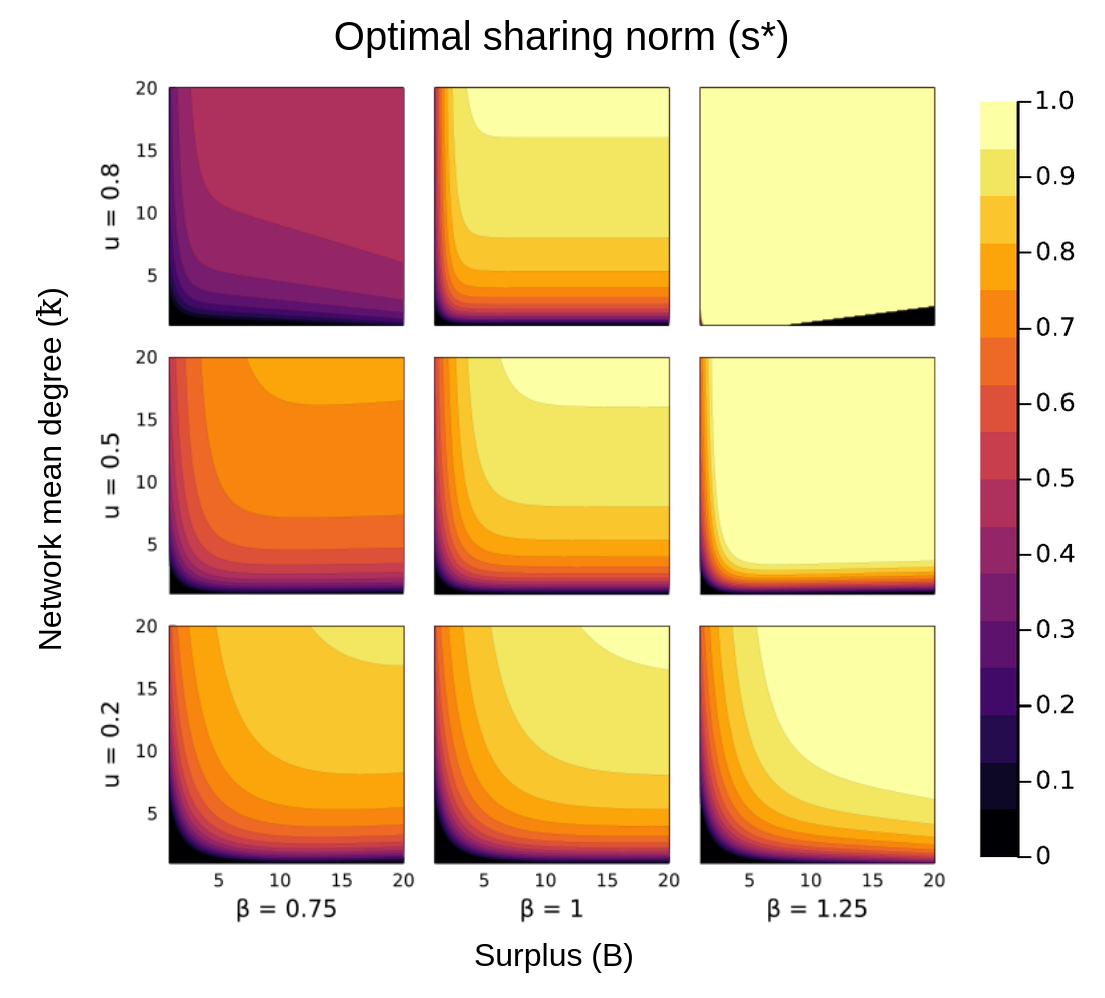 Optimal sharing norm (s*)
Network mean degree (k̄)
u = 0.8
20
15
10
5
u = 0.5
20
15
10
5
u = 0.2
20
15
10
5
5 10 15 20
5 10 15 20
5 10 15 20
β = 0.75
β = 1
β = 1.25
Surplus (B)
1.0
0.9
0.8
0.7
0.6
0.5
0.4
0.3
0.2
0.1
0